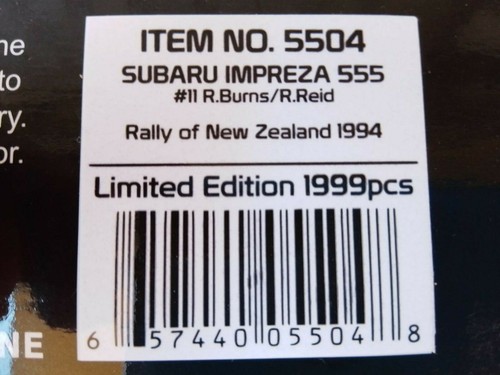 ITEM NO. 5504
SUBARU IMPREZA 555
#11 R.Burns/R.Reid
Rally of New Zealand 1994
Limited Edition 1999pcs
6 57440 05504 8
to